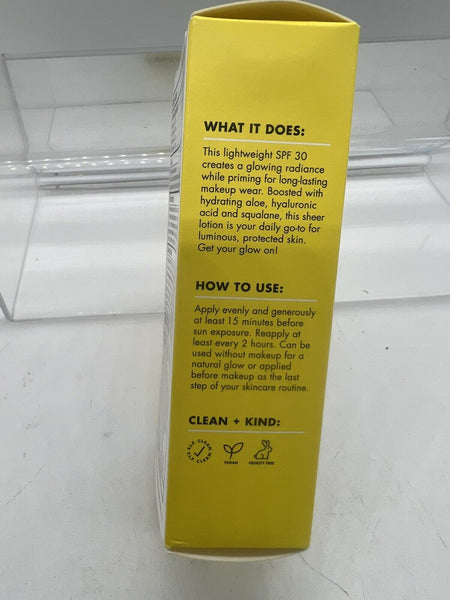 WHAT IT DOES:
This lightweight SPF 30
creates a glowing radiance
while priming for long-lasting
makeup wear. Boosted with
hydrating aloe, hyaluronic
acid and squalane, this sheer
lotion is your daily go-to for
luminous, protected skin.
Get your glow on!
HOW TO USE:
Apply evenly and generously
at least 15 minutes before
sun exposure. Reapply at
least every 2 hours. Can be
used without makeup for a
natural glow or applied
before makeup as the last
step of your skincare routine.
CLEAN + KIND:
E.L.F. CLEAN
E.L.F. CLEAN
VEGAN
CRUELTY FREE